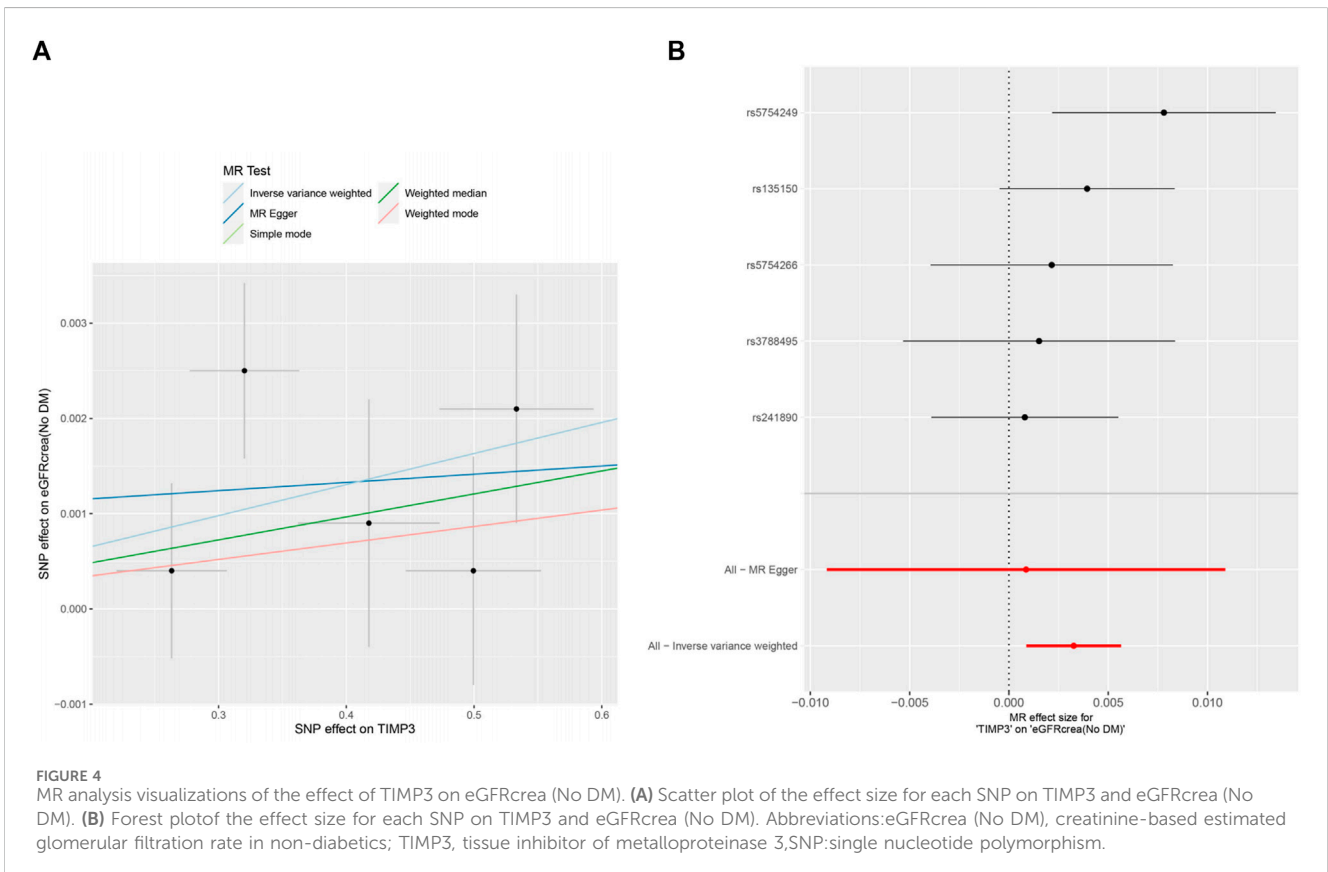 A
MR Test
Inverse variance weighted
Weighted median
MR Egger
Weighted mode
Simple mode
SNP effect on eGFRcrea(No DM)
0.003
0.002
0.001
0.000
−0.001
0.3
0.4
0.5
0.6
SNP effect on TIMP3
B
rs5754249
rs135150
rs5754266
rs3788495
rs241890
All − MR Egger
All − Inverse variance weighted
−0.010
−0.005
0.000
0.005
0.010
MR effect size for
'TIMP3' on 'eGFRcrea(No DM)'
FIGURE 4
MR analysis visualizations of the effect of TIMP3 on eGFRcrea (No DM). (A) Scatter plot of the effect size for each SNP on TIMP3 and eGFRcrea (No
DM). (B) Forest plotof the effect size for each SNP on TIMP3 and eGFRcrea (No DM). Abbreviations:eGFRcrea (No DM), creatinine-based estimated
glomerular filtration rate in non-diabetics; TIMP3, tissue inhibitor of metalloproteinase 3,SNP:single nucleotide polymorphism.